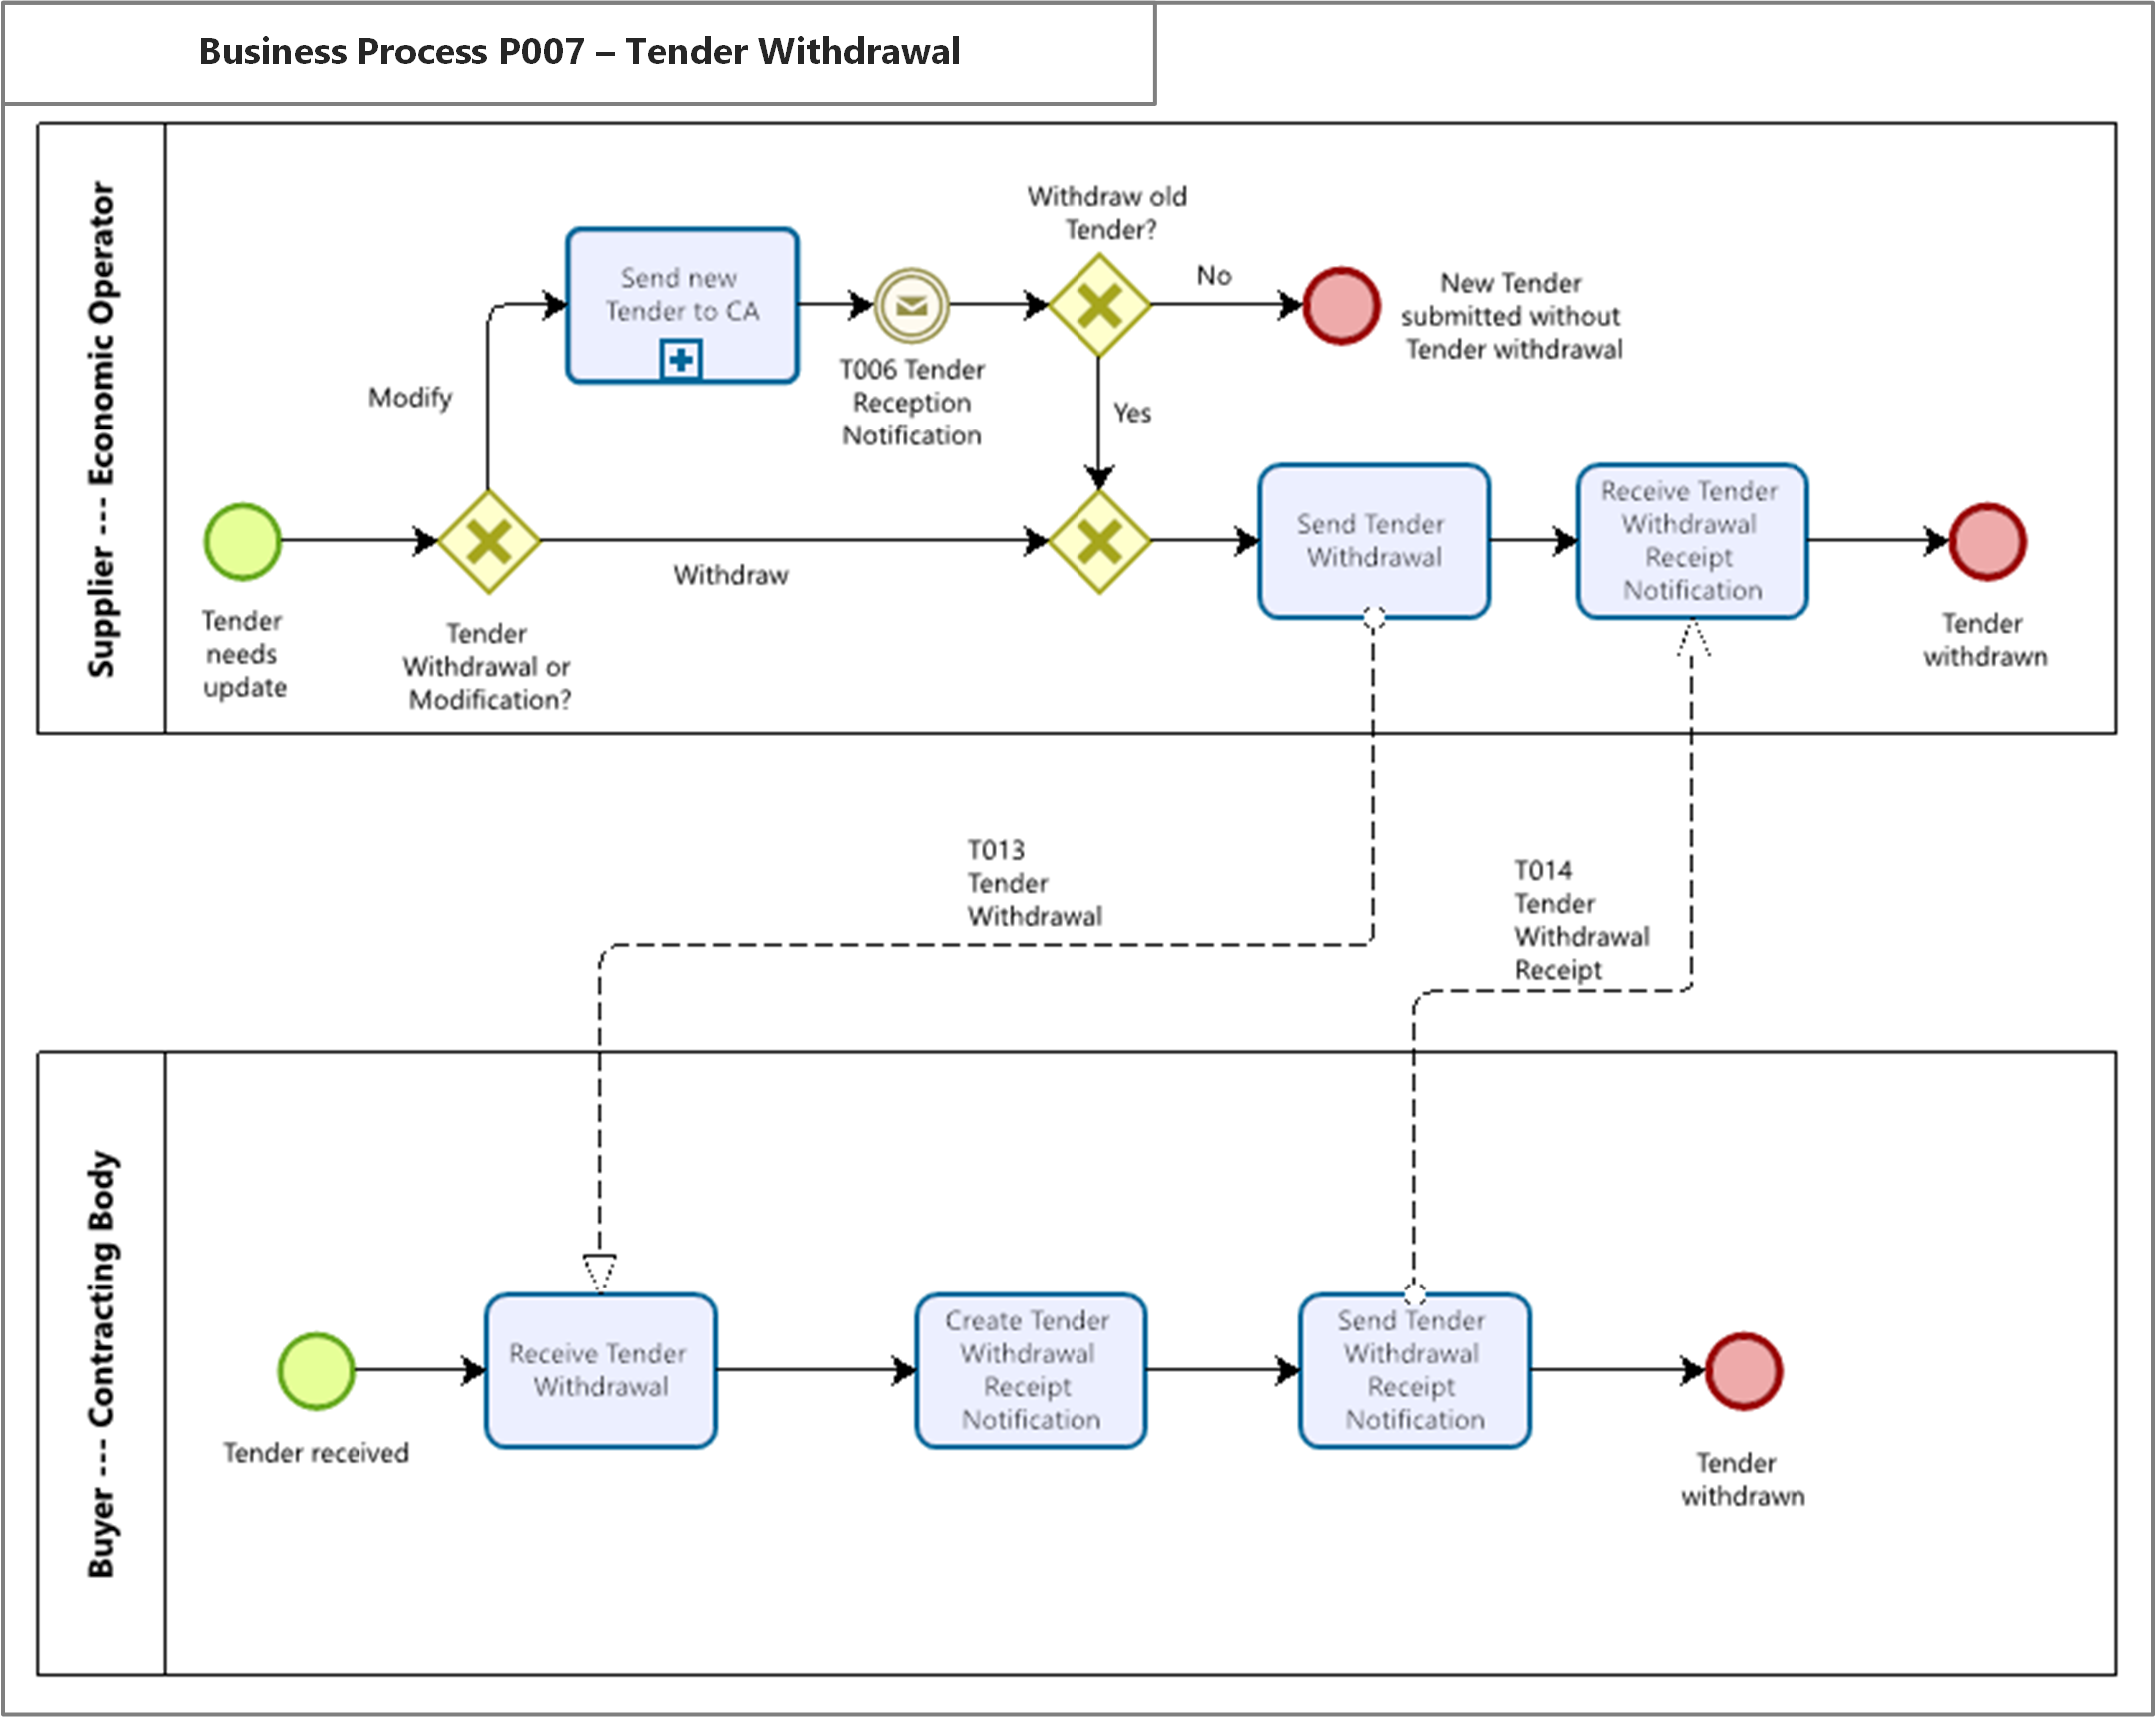 Business Process P007 – Tender Withdrawal
Supplier --- Economic Operator
Withdraw old
Tender?
Send new
Tender to CA
No
New Tender
submitted without
Tender withdrawal
T006 Tender
Reception
Notification
Modify
Yes
Send Tender
Withdrawal
Receive Tender
Withdrawal
Receipt
Notification
Withdraw
Tender
needs
update
Tender
Withdrawal or
Modification?
Tender
withdrawn
T013
Tender
Withdrawal
T014
Tender
Withdrawal
Receipt
Buyer --- Contracting Body
Tender received
Receive Tender
Withdrawal
Create Tender
Withdrawal
Receipt
Notification
Send Tender
Withdrawal
Receipt
Notification
Tender
withdrawn